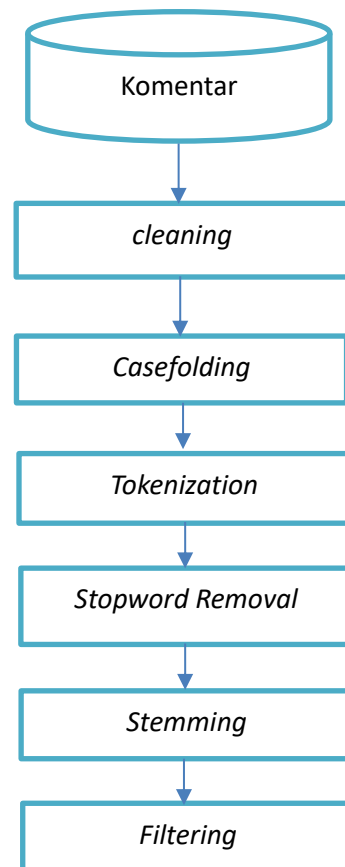 Komentar
cleaning
Casefolding
Tokenization
Stopword Removal
Stemming
Filtering